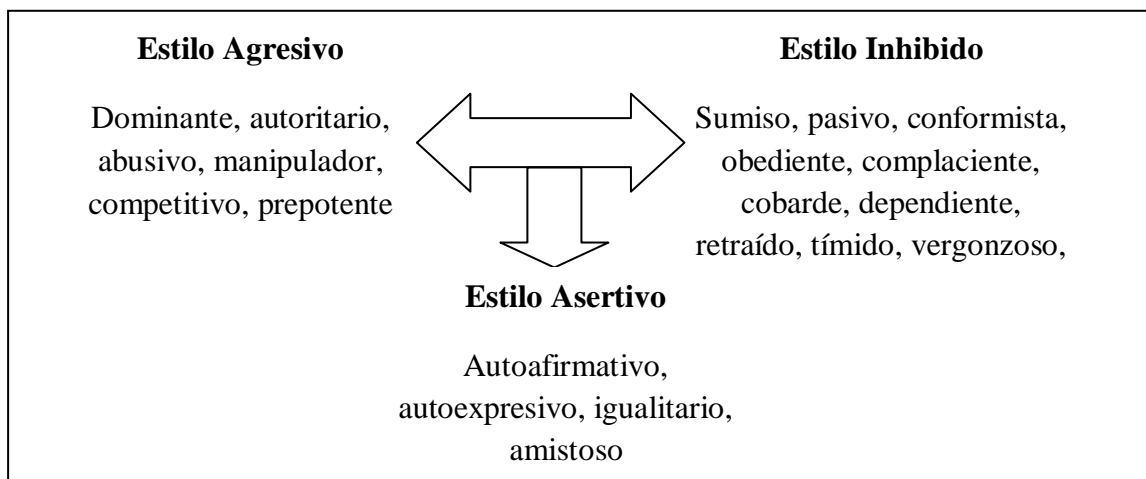 Estilo Agresivo
Dominante, autoritario,
abusivo, manipulador,
competitivo, prepotente
Estilo Inhibido
Sumiso, pasivo, conformista,
obediente, complaciente,
cobarde, dependiente,
retraído, tímido, vergonzoso,
Estilo Asertivo
Autoafirmativo,
autoexpresivo, igualitario,
amistoso